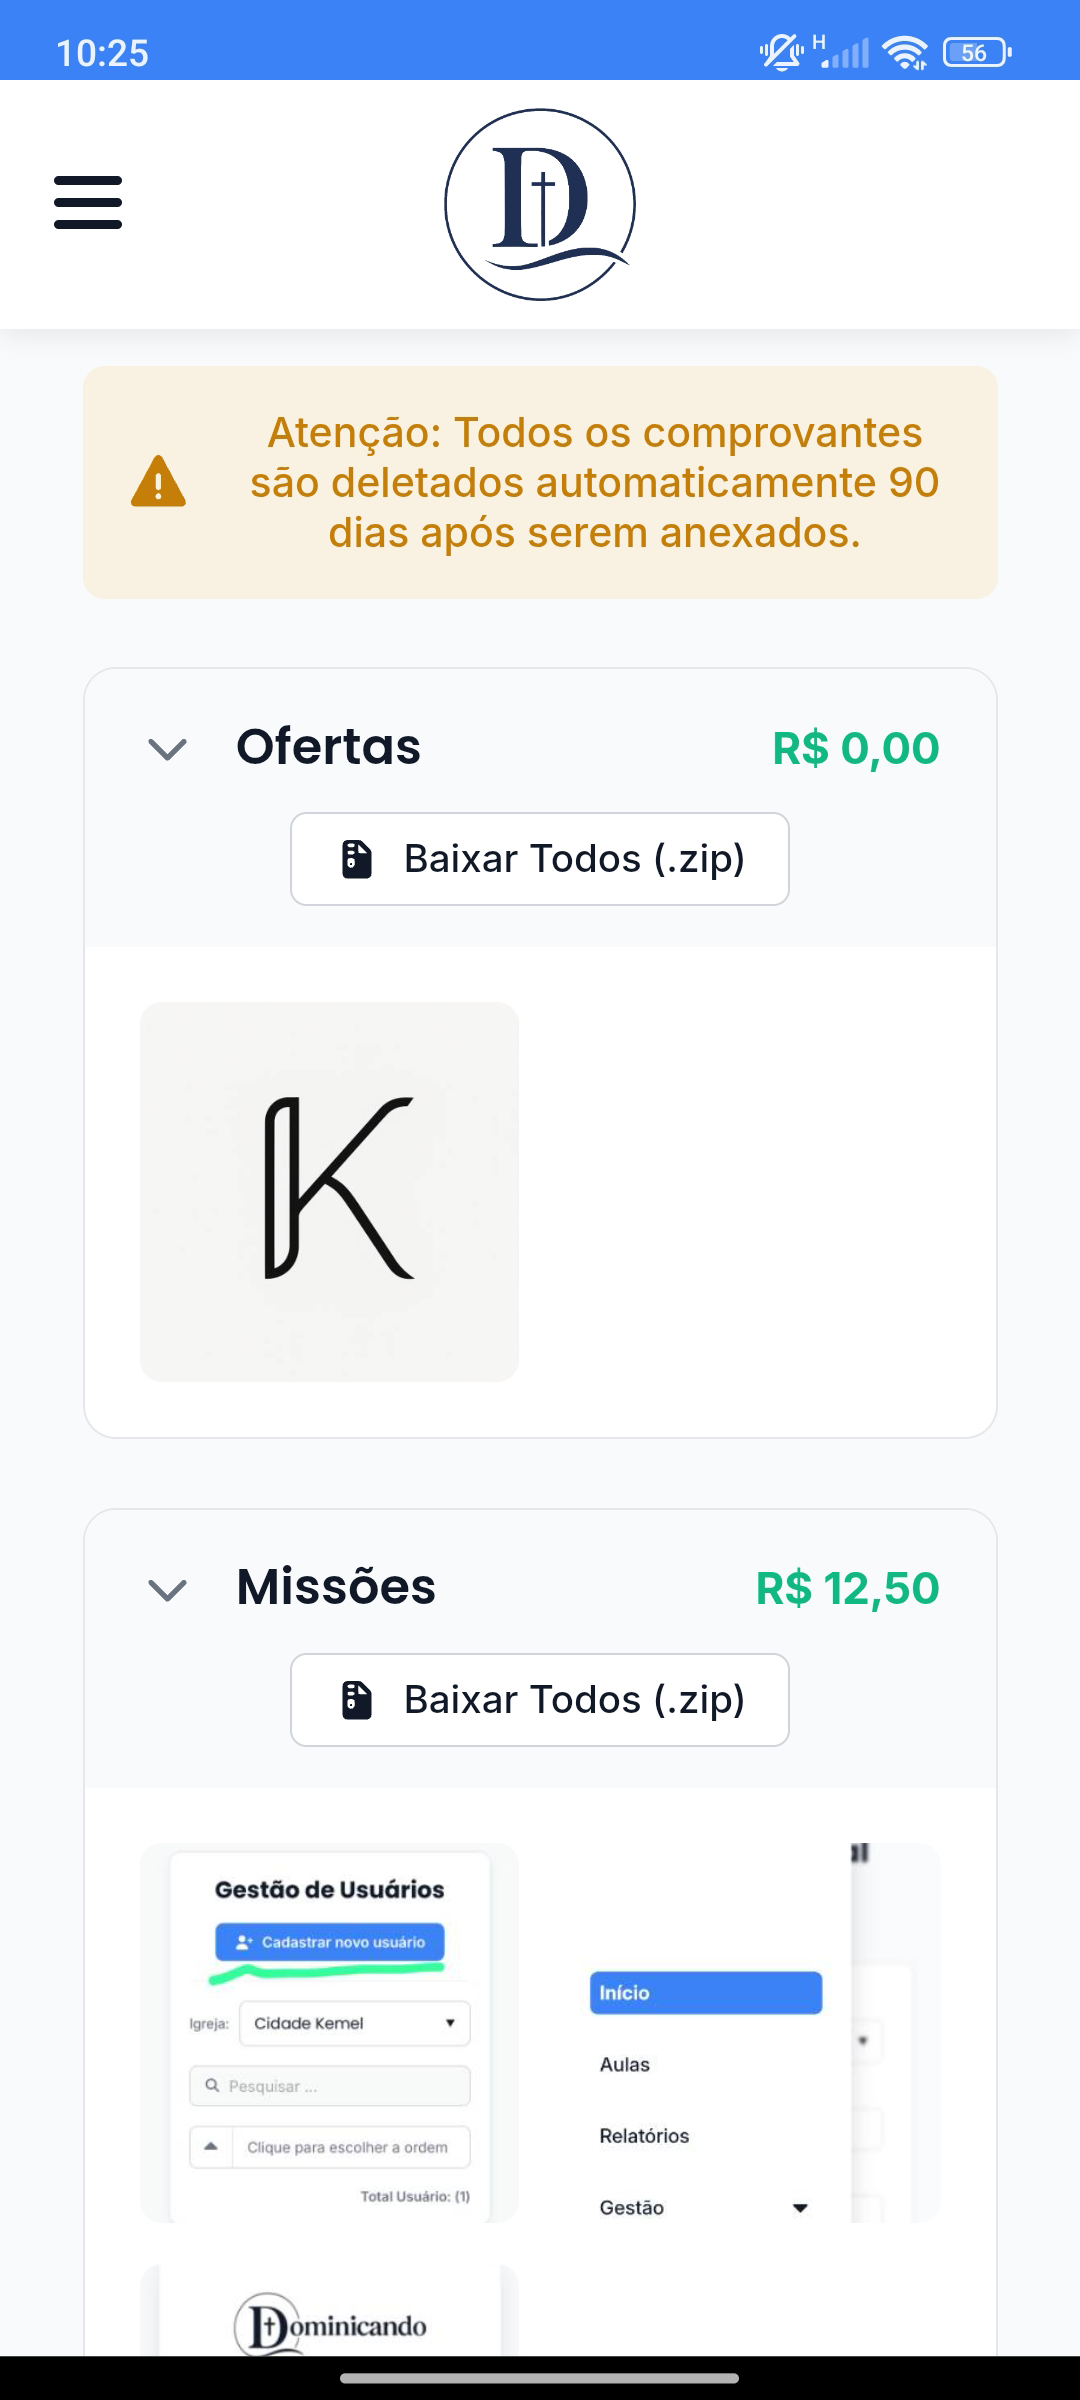 10:25
H
56
D
Atenção: Todos os comprovantes
são deletados automaticamente 90
dias após serem anexados.
Ofertas
R$ 0,00
Baixar Todos (.zip)
K
Missões
R$ 12,50
Baixar Todos (.zip)
Gestão de Usuários
Cadastrar novo usuário
Igreja: Cidade Kemel
Pesquisar ...
Clique para escolher a ordem
Total Usuário: (1)
Início
Aulas
Relatórios
Gestão
Dominicando